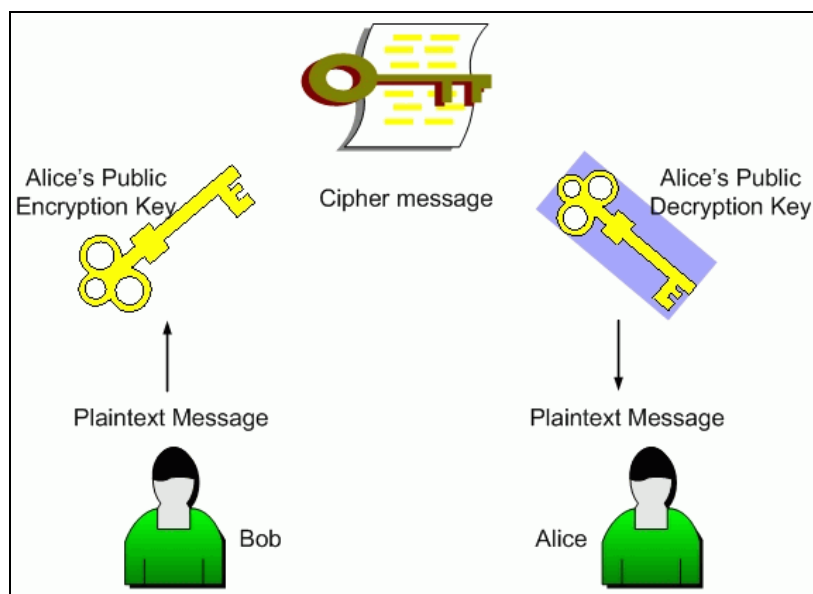 Alice's Public
Encryption Key
Cipher message
Alice's Public
Decryption Key
Plaintext Message
Plaintext Message
Bob
Alice